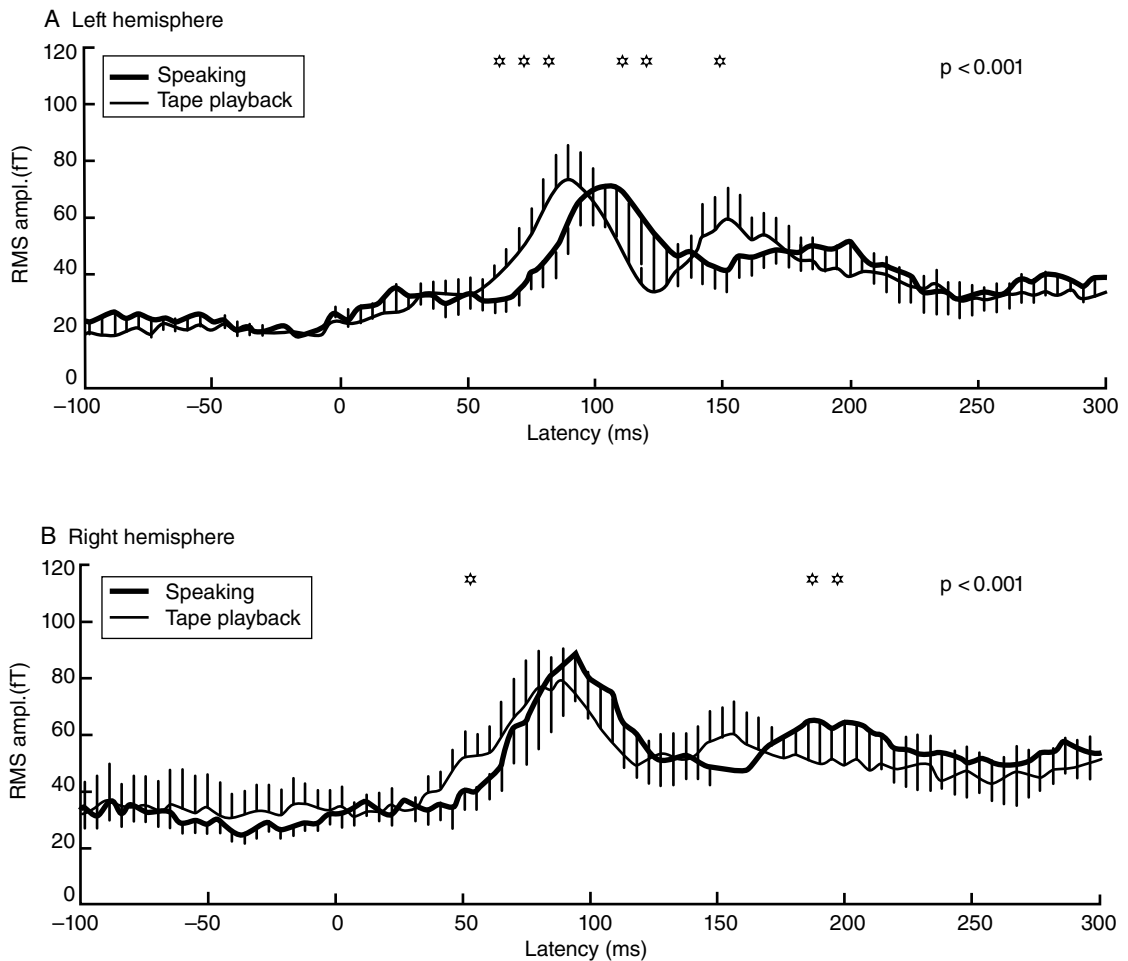 A Left hemisphere
120
100
80
60
40
20
0
RMS ampl.(fT)
Speaking
Tape playback
p < 0.001
−100
−50
0
50
100
150
200
250
300
Latency (ms)
B Right hemisphere
120
100
80
60
40
20
0
RMS ampl.(fT)
Speaking
Tape playback
p < 0.001
−100
−50
0
50
100
150
200
250
300
Latency (ms)